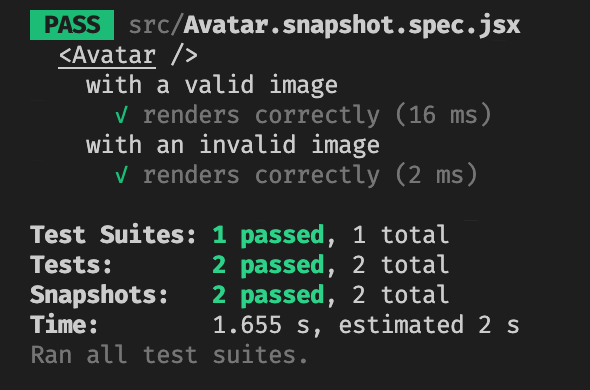 PASS src/Avatar.snapshot.spec.jsx
<Avatar />
with a valid image
√ renders correctly (16 ms)
with an invalid image
√ renders correctly (2 ms)
Test Suites: 1 passed, 1 total
Tests: 2 passed, 2 total
Snapshots: 2 passed, 2 total
Time: 1.655 s, estimated 2 s
Ran all test suites.